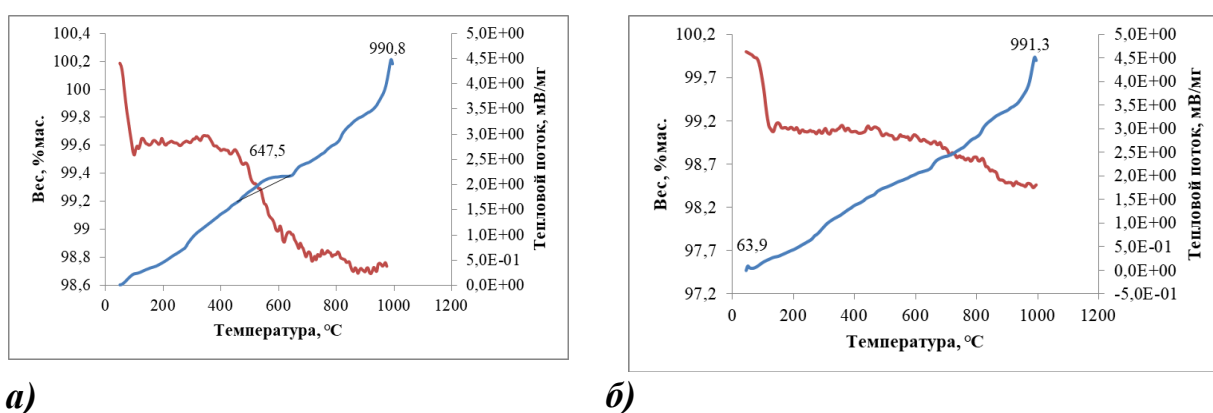 100,4
100,2
100
99,8
99,6
99,4
99,2
99
98,8
98,6
Вес, %мас.
0
200
400
600
800
1000
1200
Температура, °С
5,0E+00
4,5E+00
4,0E+00
3,5E+00
3,0E+00
2,5E+00
2,0E+00
1,5E+00
1,0E+00
5,0E-01
0,0E+00
Тепловой поток, мВ/мг
990,8
647,5
а)
100,2
99,7
99,2
98,7
98,2
97,7
97,2
Вес, %мас.
0
200
400
600
800
1000
1200
Температура, °С
5,0E+00
4,5E+00
4,0E+00
3,5E+00
3,0E+00
2,5E+00
2,0E+00
1,5E+00
1,0E+00
5,0E-01
0,0E+00
-5,0E-01
Тепловой поток, мВ/мг
991,3
63,9
б)